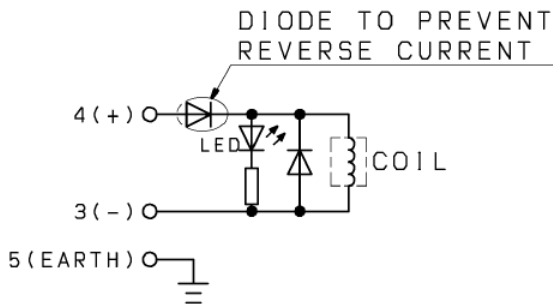 DIODE TO PREVENT
REVERSE CURRENT
4(+)
LED
COIL
3(-)
5(EARTH)